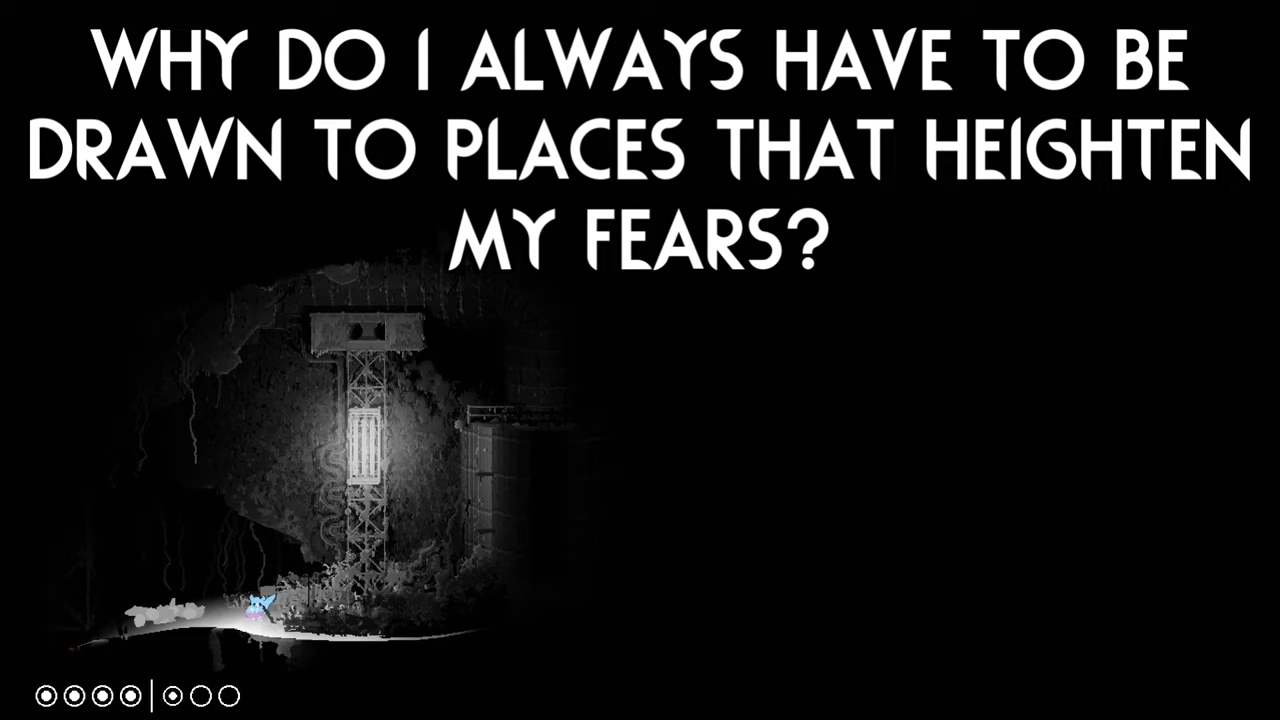 WHY DO I ALWAYS HAVE TO BE
DRAWN TO PLACES THAT HEIGHTEN
MY FEARS?